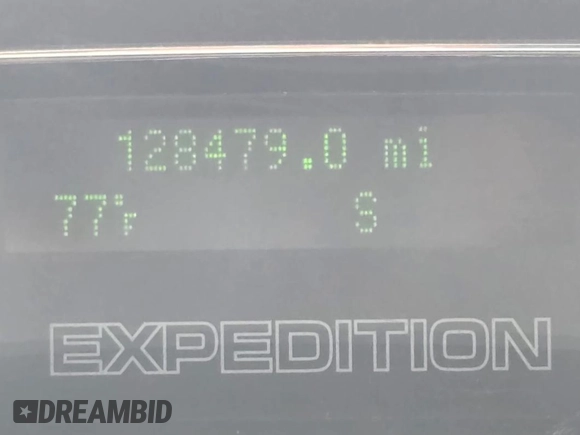 128479.0 mi
77°F S
EXPEDITION
DREAMBID